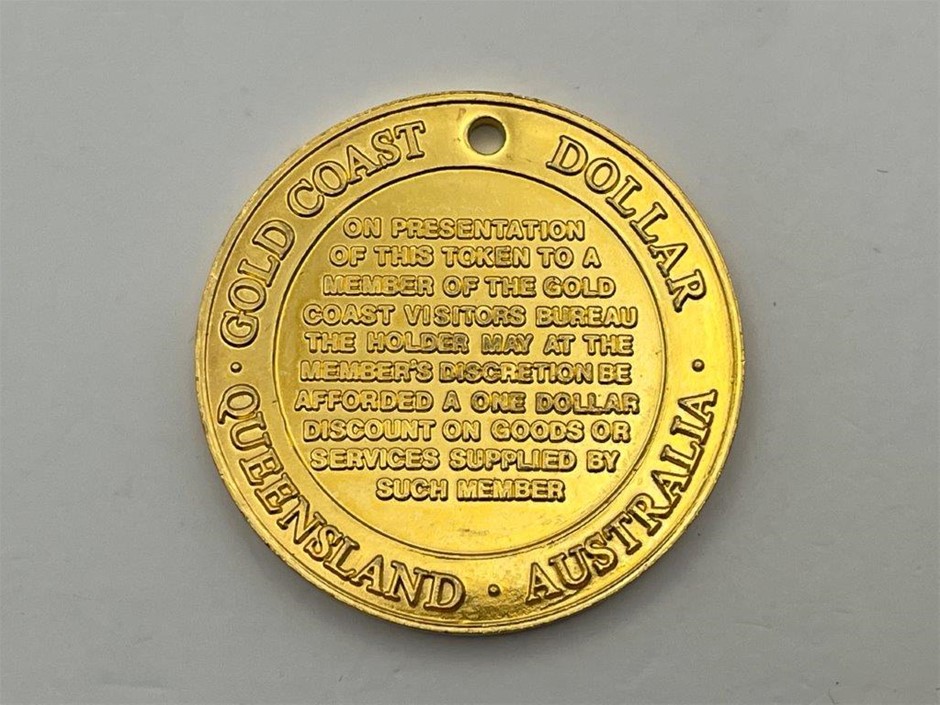 GOLD COAST DOLLAR
· QUEENSLAND · AUSTRALIA ·
ON PRESENTATION
OF THIS TOKEN TO A
MEMBER OF THE GOLD
COAST VISITORS BUREAU
THE HOLDER MAY AT THE
MEMBER'S DISCRETION BE
AFFORDED A ONE DOLLAR
DISCOUNT ON GOODS OR
SERVICES SUPPLIED BY
SUCH MEMBER